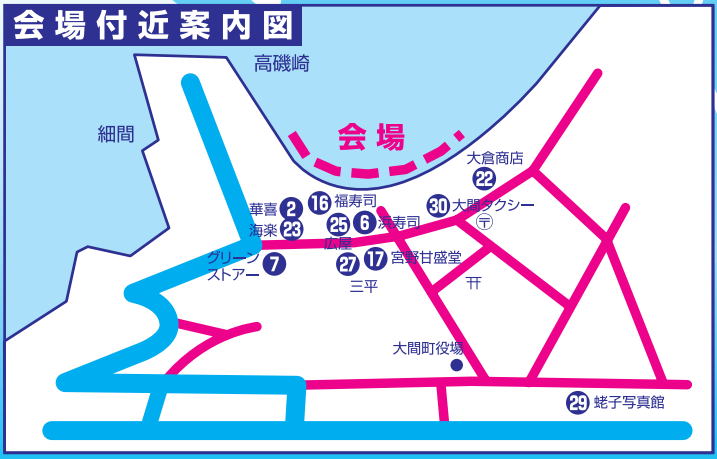 会場付近案内図
高磯崎
細間
会場
大倉商店
22
華喜 2
16 福寿司
30 大間タクシー
〒
海楽 23
25 広屋
6 浜寿司
グリーン
ストアー
7
27 三平
17 宮野甘盛堂
大間町役場
29 蛯子写真館